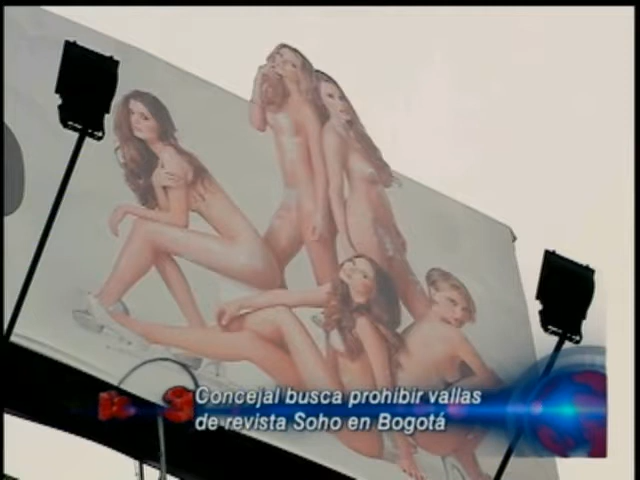 Concejal busca prohibir vallas
de revista Soho en Bogotá